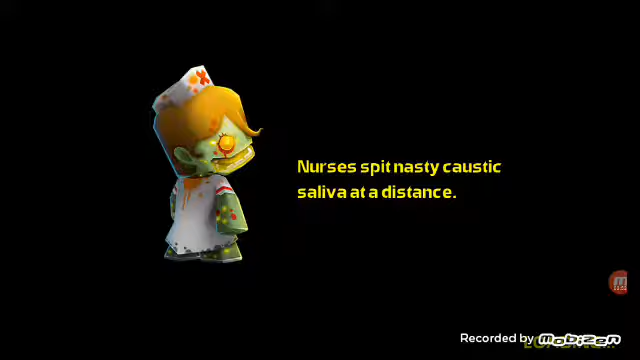 Nurses spit nasty caustic
saliva at a distance.
Recorded by Mobizen